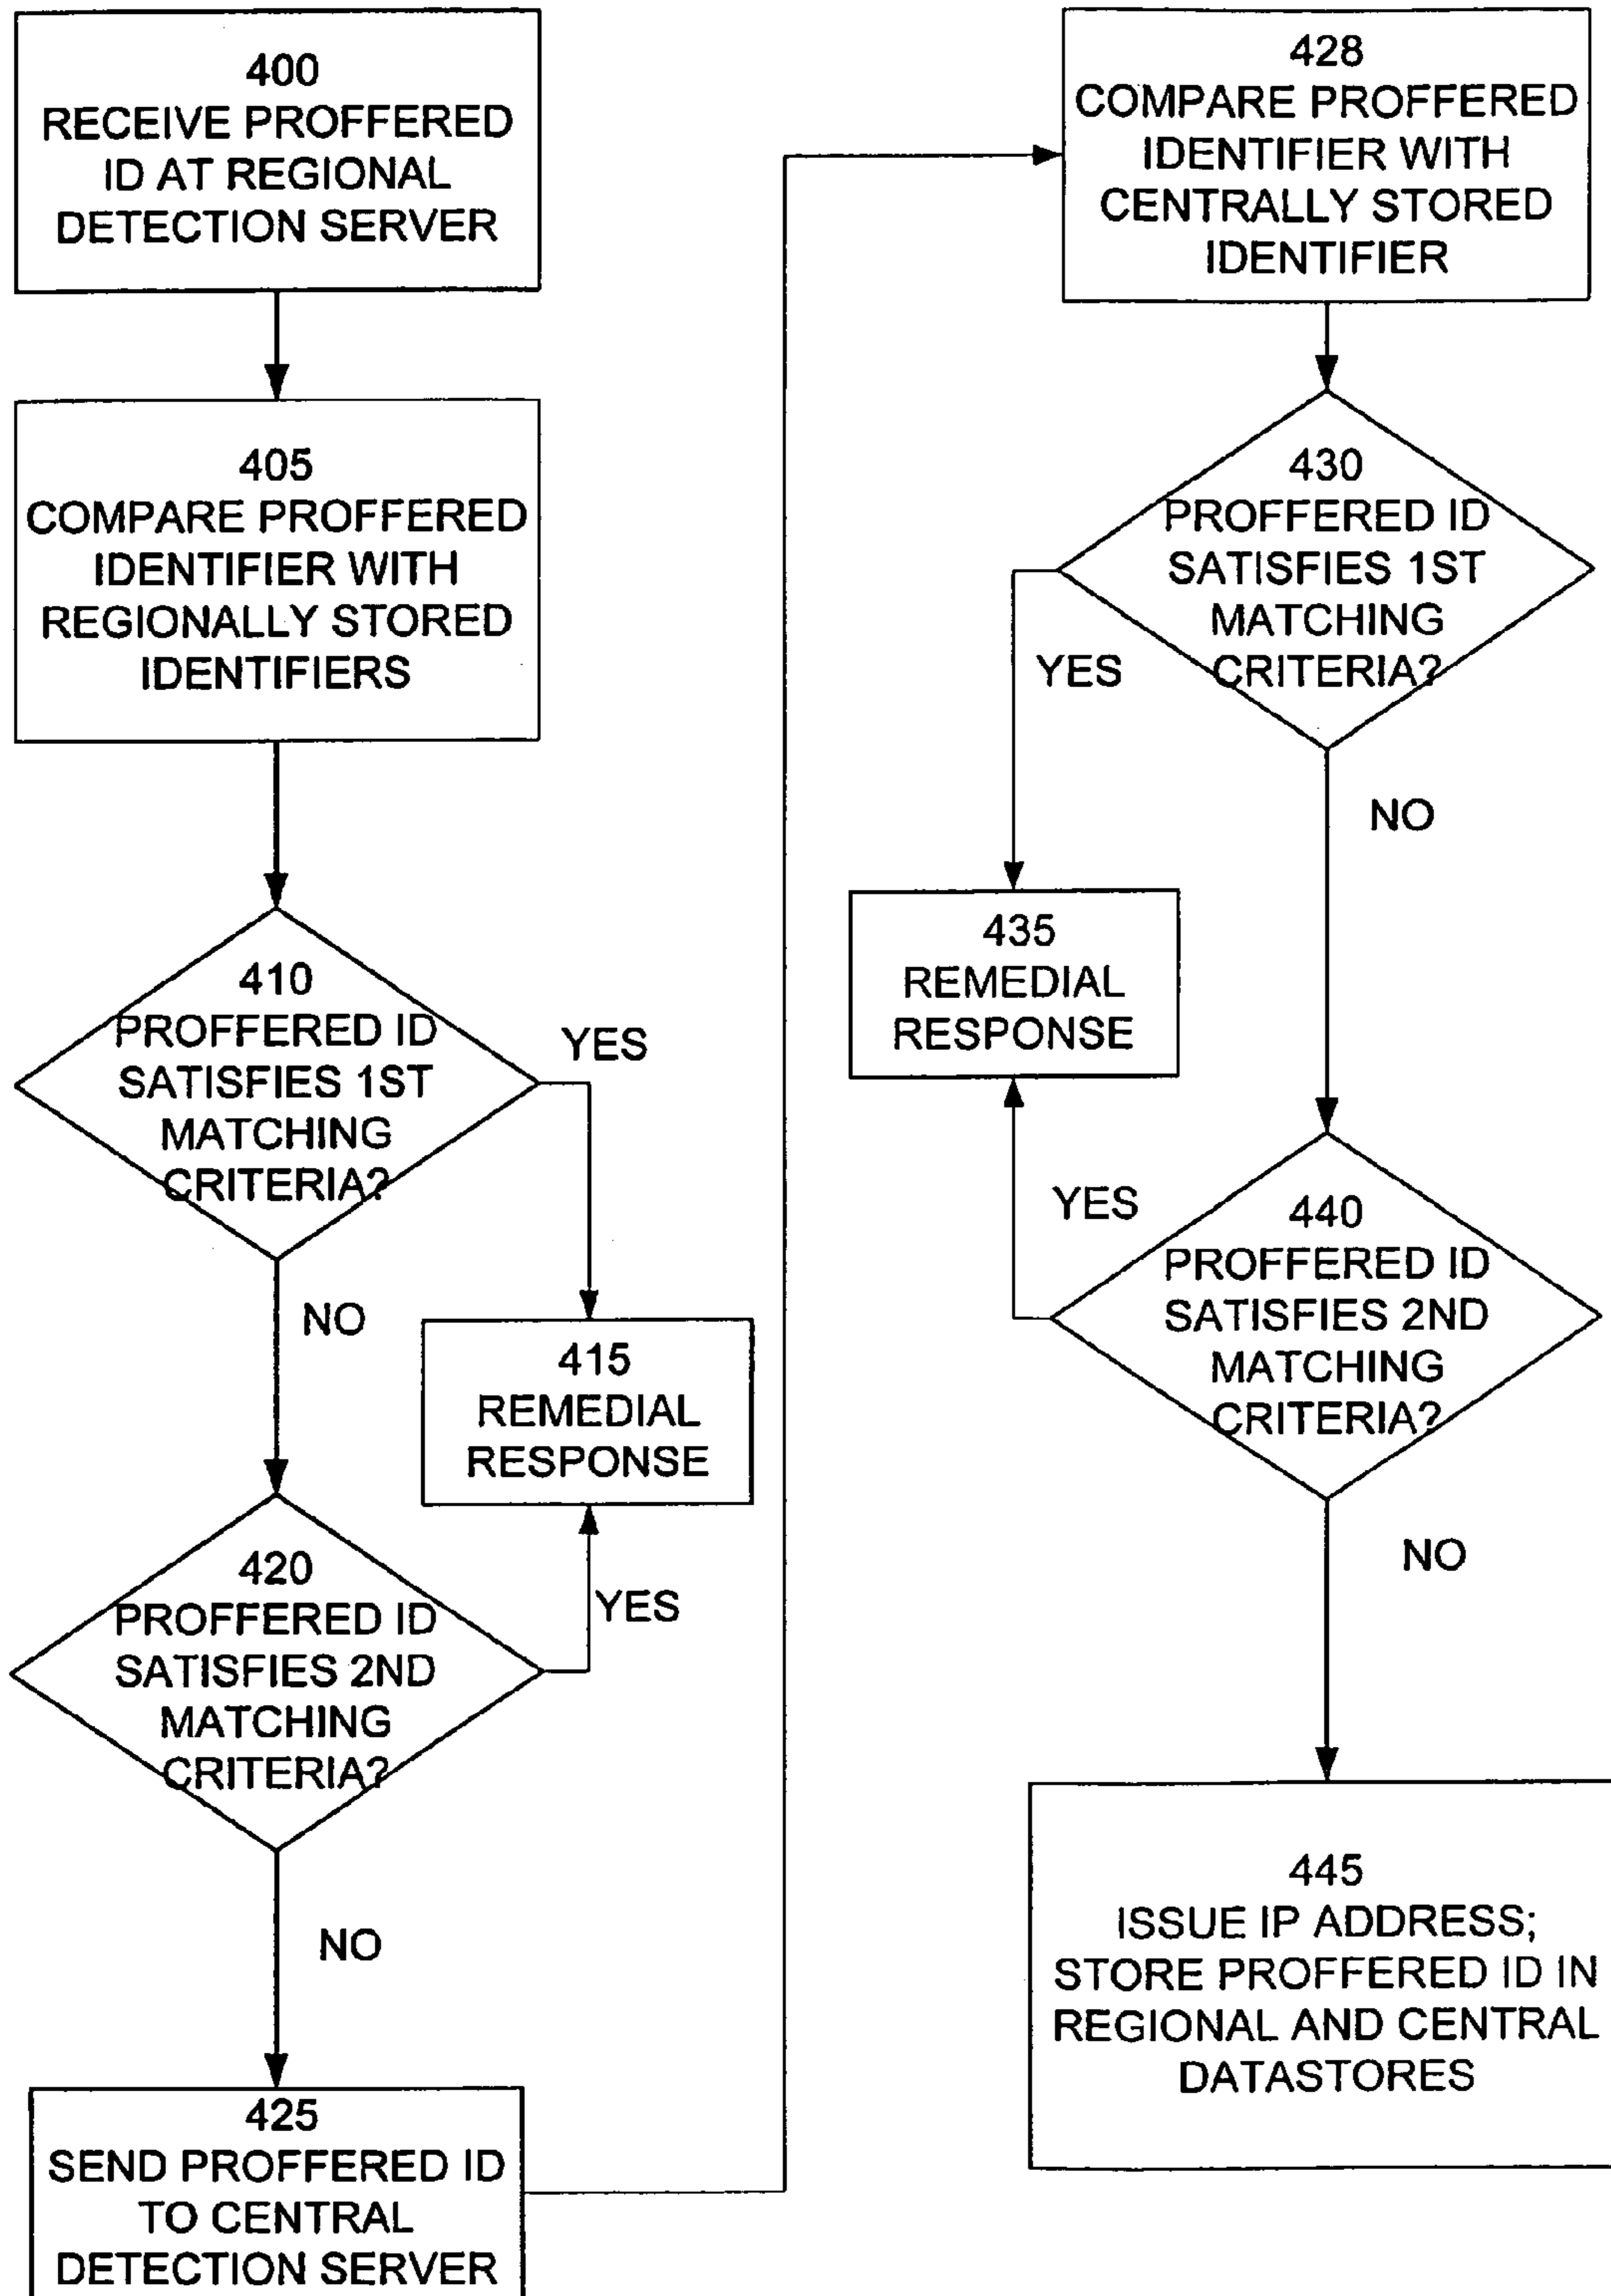 400
RECEIVE PROFFERED
ID AT REGIONAL
DETECTION SERVER
405
COMPARE PROFFERED
IDENTIFIER WITH
REGIONALLY STORED
IDENTIFIERS
410
PROFFERED ID
SATISFIES 1ST
MATCHING
CRITERIA?
YES
NO
415
REMEDIAL
RESPONSE
420
PROFFERED ID
SATISFIES 2ND
MATCHING
CRITERIA?
YES
NO
425
SEND PROFFERED ID
TO CENTRAL
DETECTION SERVER
428
COMPARE PROFFERED
IDENTIFIER WITH
CENTRALLY STORED
IDENTIFIER
430
PROFFERED ID
SATISFIES 1ST
MATCHING
CRITERIA?
YES
NO
435
REMEDIAL
RESPONSE
YES
440
PROFFERED ID
SATISFIES 2ND
MATCHING
CRITERIA?
NO
445
ISSUE IP ADDRESS;
STORE PROFFERED ID IN
REGIONAL AND CENTRAL
DATASTORES